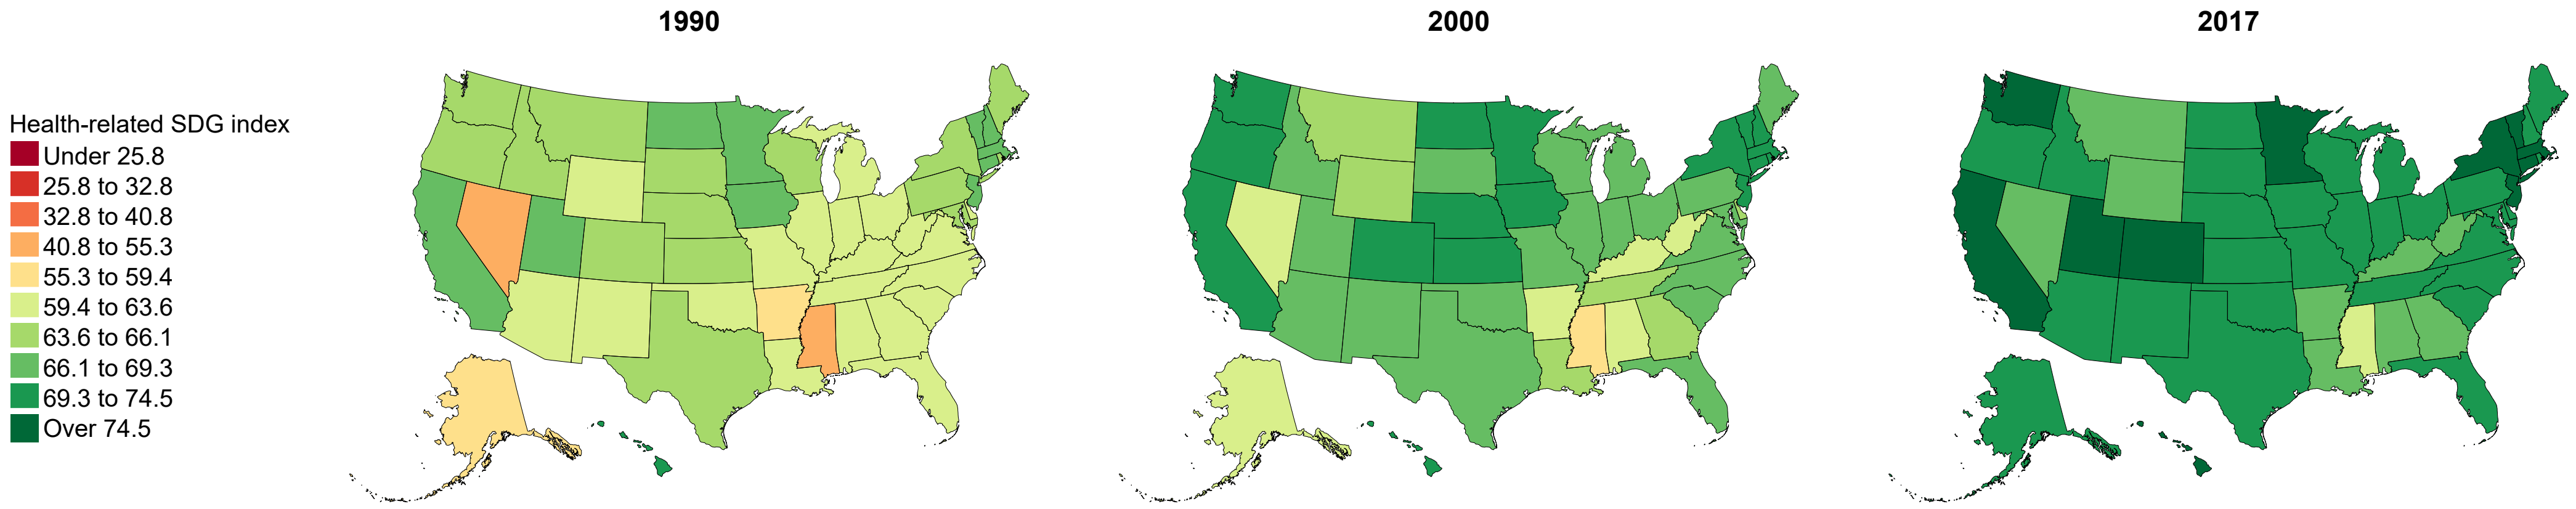 1990
2000
2017
Health-related SDG index
Under 25.8
25.8 to 32.8
32.8 to 40.8
40.8 to 55.3
55.3 to 59.4
59.4 to 63.6
63.6 to 66.1
66.1 to 69.3
69.3 to 74.5
Over 74.5